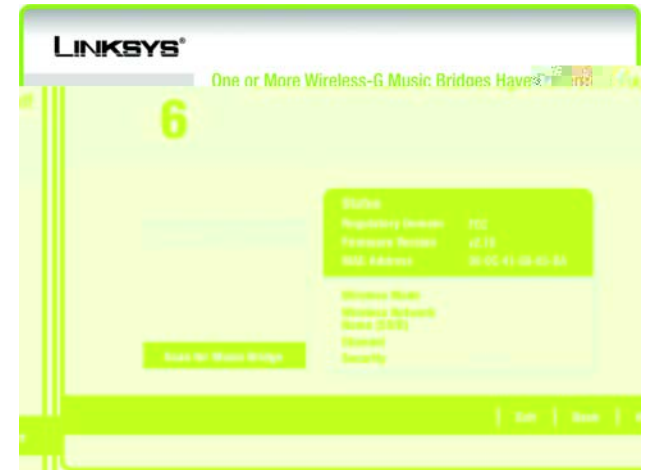 LINKSYS®
One or More Wireless-G Music Bridges Have
6
Status
Regulatory Domain
Firmware Version
MAC Address
Wireless Mode
Wireless Network
Name (SSID)
Channel
Security
Scan for Music Bridge
Exit
Back